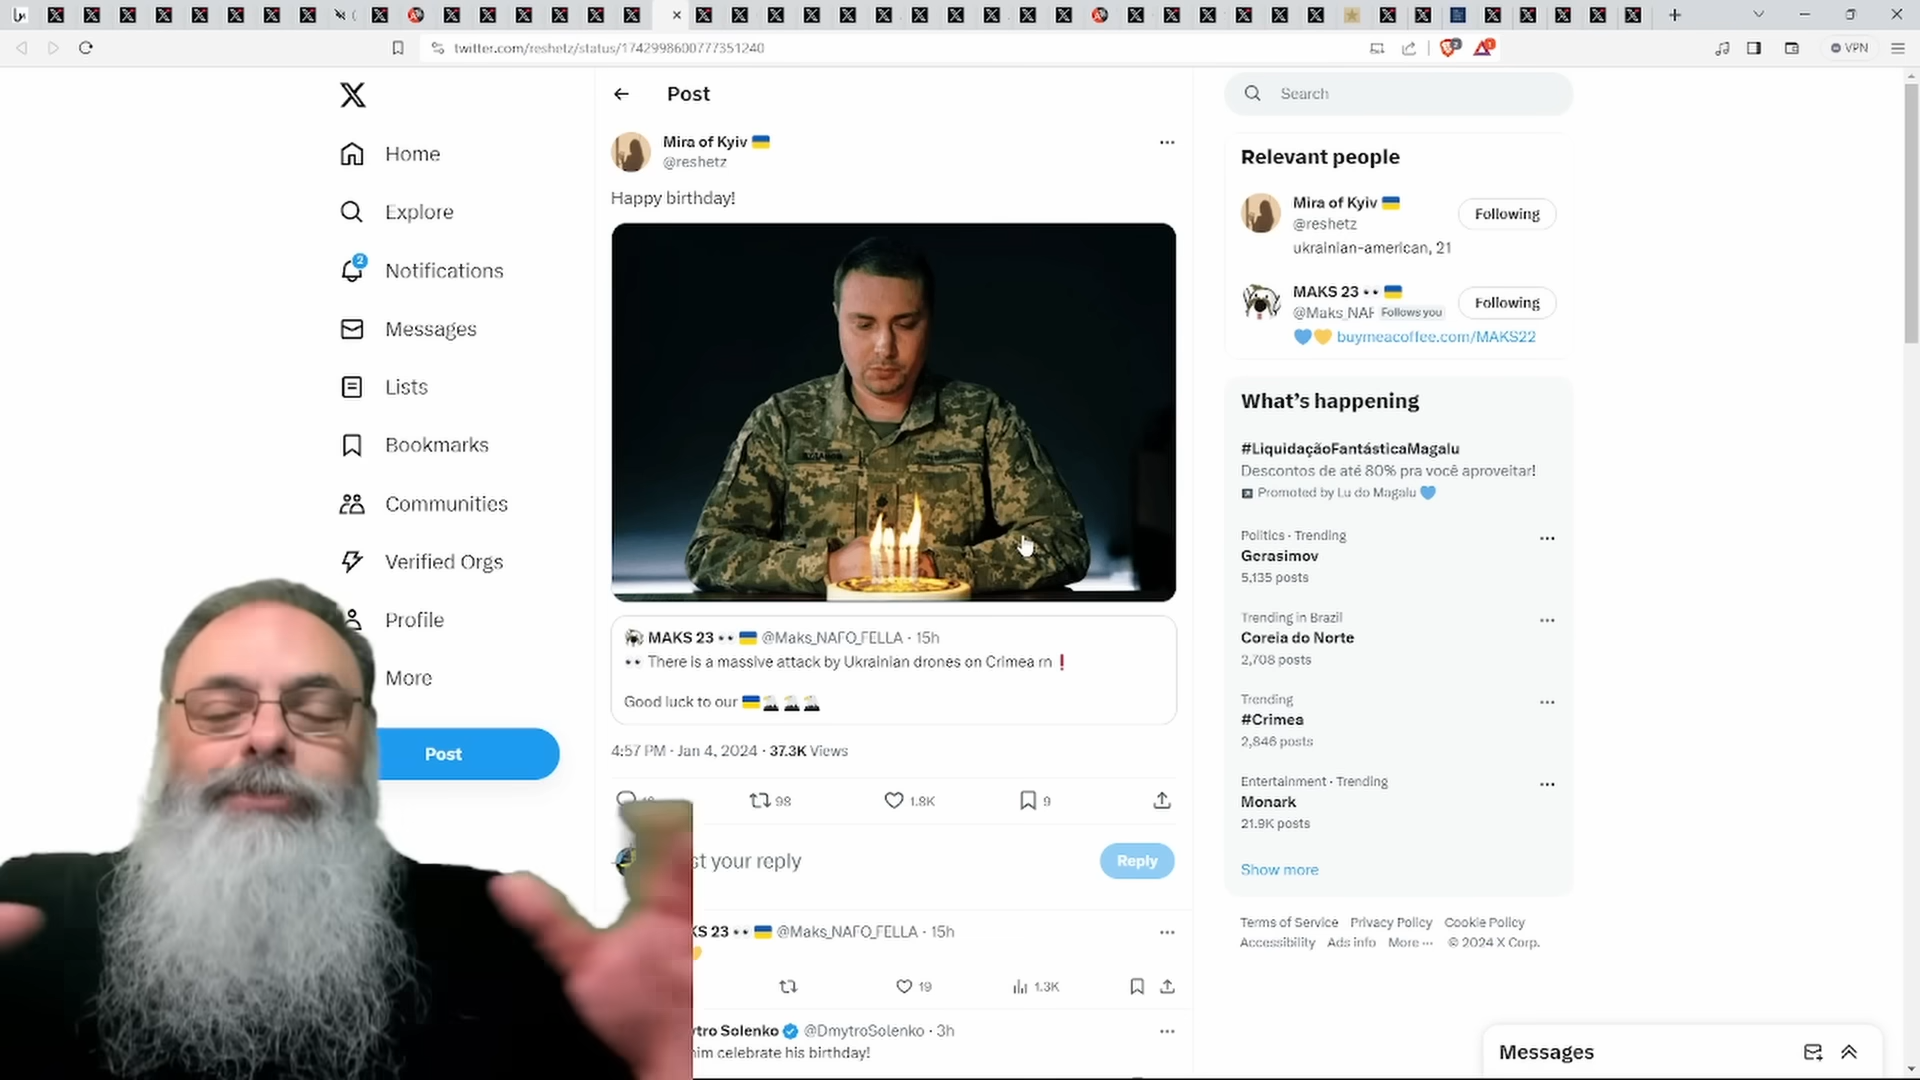 twitter.com/reshetz/status/1742998600777351240
VPN
Home
Explore
2
Notifications
Messages
Lists
Bookmarks
Communities
Verified Orgs
Profile
More
Post
Post
Mira of Kyiv
@reshetz
Happy birthday!
MAKS 23 @Maks_NAFO_FELLA · 15h
There is a massive attack by Ukrainian drones on Crimea rn❗
Good luck to our
4:57 PM · Jan 4, 2024 · 37.3K Views
98
1.8K
9
st your reply
Reply
KS 23 @Maks_NAFO_FELLA · 15h
19
1.3K
ytro Solenko @DmytroSolenko · 3h
him celebrate his birthday!
Search
Relevant people
Mira of Kyiv
@reshetz
Following
ukrainian-american, 21
MAKS 23
@Maks_NAF Follows you
Following
buymeacoffee.com/MAKS22
What's happening
#LiquidaçãoFantásticaMagalu
Descontos de até 80% pra você aproveitar!
Promoted by Lu do Magalu
Politics · Trending
Gerasimov
5,135 posts
Trending in Brazil
Coreia do Norte
2,708 posts
Trending
#Crimea
2,846 posts
Entertainment · Trending
Monark
21.9K posts
Show more
Terms of Service Privacy Policy Cookie Policy
Accessibility Ads info More ··· © 2024 X Corp.
Messages